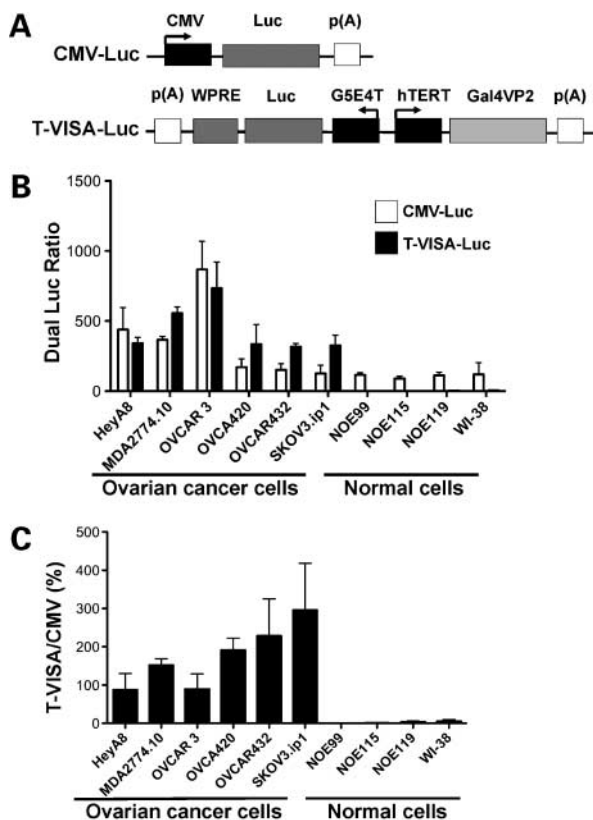 A
CMV Luc p(A)
CMV-Luc
p(A) WPRE Luc G5E4T hTERT Gal4VP2 p(A)
T-VISA-Luc
B
1500
1000
500
0
Dual Luc Ratio
CMV-Luc
T-VISA-Luc
HeyA8
MDA2774.10
OVCAR 3
OVCA420
OVCAR432
SKOV3.ip1
NOE99
NOE115
NOE119
WI-38
Ovarian cancer cells Normal cells
C
500
400
300
200
100
0
T-VISA/CMV (%)
HeyA8
MDA2774.10
OVCAR 3
OVCA420
OVCAR432
SKOV3.ip1
NOE99
NOE115
NOE119
WI-38
Ovarian cancer cells Normal cells